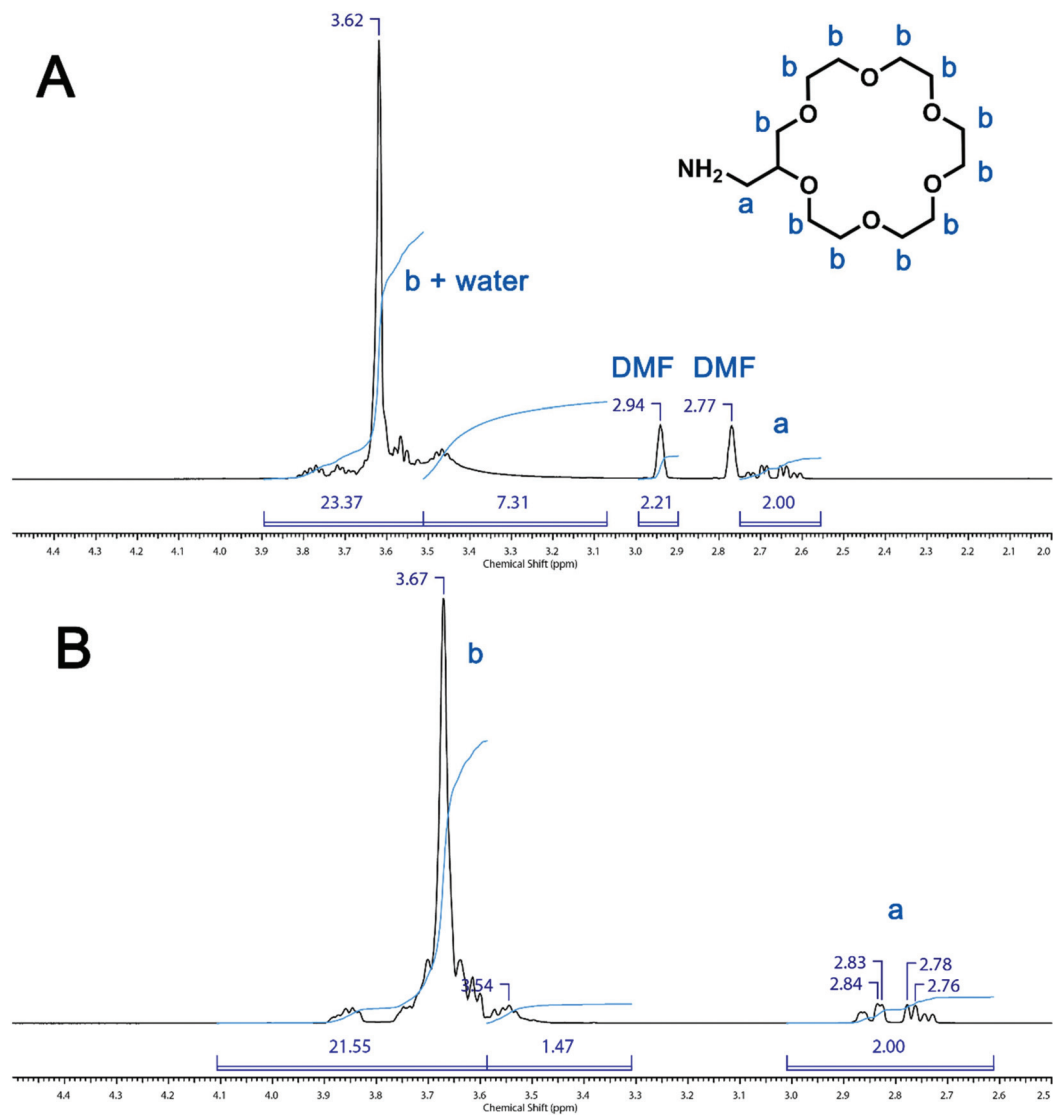 3.62
A
b b b b
b O b
O O
b b
NH2 O O b
a O
b b b b
b + water
DMF DMF
2.94 2.77 a
23.37 7.31 2.21 2.00
4.4 4.3 4.2 4.1 4.0 3.9 3.8 3.7 3.6 3.5 3.4 3.3 3.2 3.1 3.0 2.9 2.8 2.7 2.6 2.5 2.4 2.3 2.2 2.1 2.0
Chemical Shift (ppm)
3.67
B
b
a
2.83 2.78
2.84 2.76
3.54
21.55 1.47 2.00
4.4 4.3 4.2 4.1 4.0 3.9 3.8 3.7 3.6 3.5 3.4 3.3 3.2 3.1 3.0 2.9 2.8 2.7 2.6 2.5
Chemical Shift (ppm)